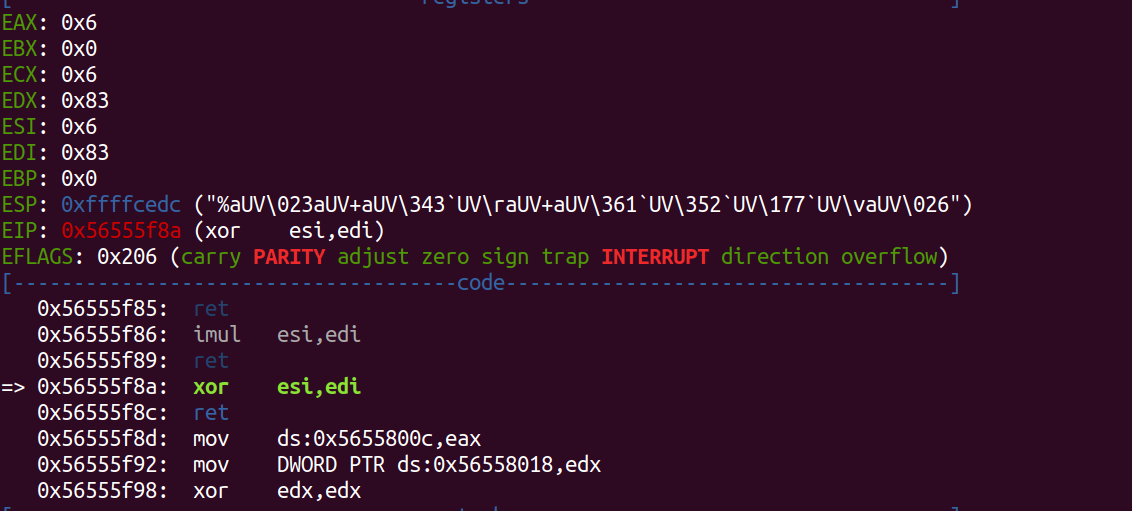 [ registers ]
EAX: 0x6
EBX: 0x0
ECX: 0x6
EDX: 0x83
ESI: 0x6
EDI: 0x83
EBP: 0x0
ESP: 0xffffcedc ("%aUV\023aUV+aUV\343`UV\raUV+aUV\361`UV\352`UV\177`UV\vaUV\026")
EIP: 0x56555f8a (xor    esi,edi)
EFLAGS: 0x206 (carry PARITY adjust zero sign trap INTERRUPT direction overflow)
[-------------------------------------code-------------------------------------]
   0x56555f85:	ret
   0x56555f86:	imul   esi,edi
   0x56555f89:	ret
=> 0x56555f8a:	xor    esi,edi
   0x56555f8c:	ret
   0x56555f8d:	mov    ds:0x5655800c,eax
   0x56555f92:	mov    DWORD PTR ds:0x56558018,edx
   0x56555f98:	xor    edx,edx